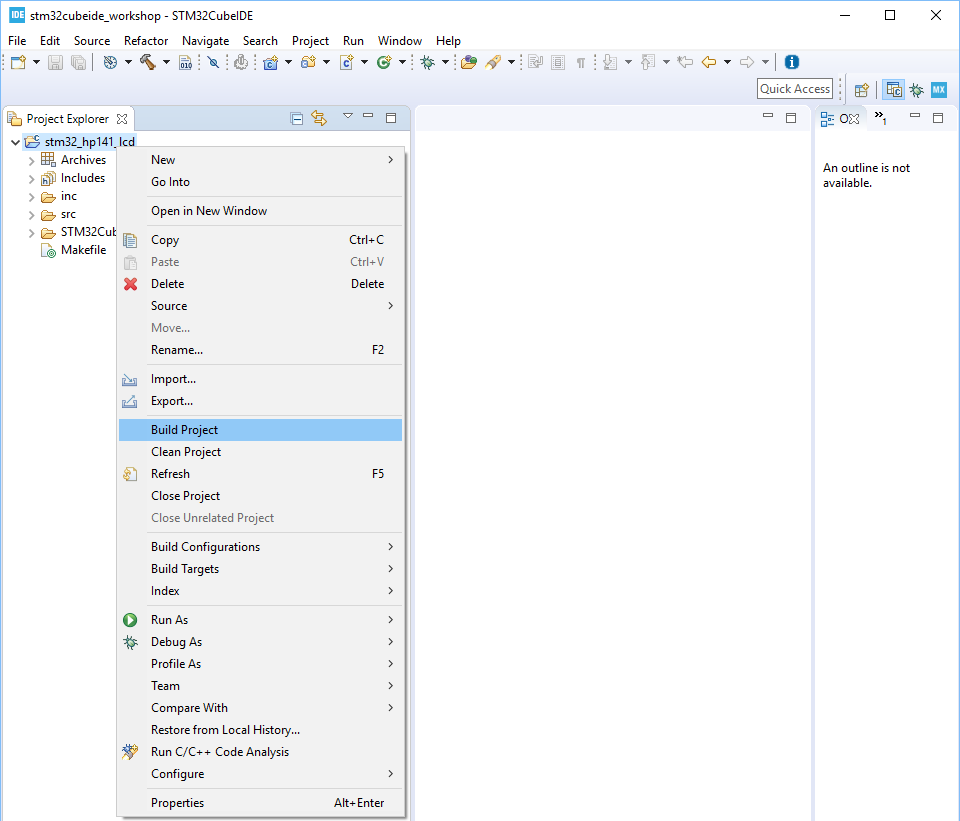 IDE stm32cubeide_workshop - STM32CubeIDE
File Edit Source Refactor Navigate Search Project Run Window Help
010
Quick Access
MX
Project Explorer
O
1
stm32_hp141_lcd
Archives
Includes
inc
src
STM32Cub
Makefile
An outline is not
available.
New
Go Into
Open in New Window
Copy Ctrl+C
Paste Ctrl+V
Delete Delete
Source
Move...
Rename... F2
Import...
Export...
Build Project
Clean Project
Refresh F5
Close Project
Close Unrelated Project
Build Configurations
Build Targets
Index
Run As
Debug As
Profile As
Team
Compare With
Restore from Local History...
Run C/C++ Code Analysis
Configure
Properties Alt+Enter